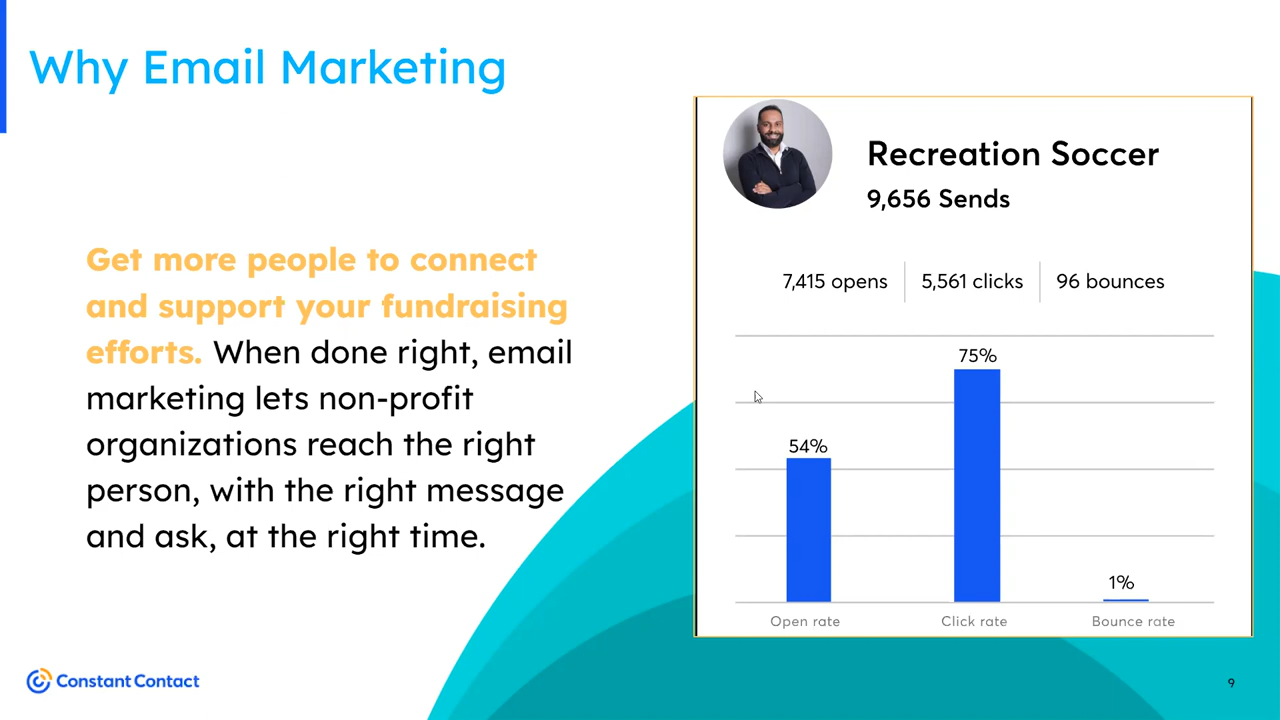 Why Email Marketing
Get more people to connect
and support your fundraising
efforts. When done right, email
marketing lets non-profit
organizations reach the right
person, with the right message
and ask, at the right time.
Recreation Soccer
9,656 Sends
7,415 opens
5,561 clicks
96 bounces
54%
75%
1%
Open rate
Click rate
Bounce rate
Constant Contact
9